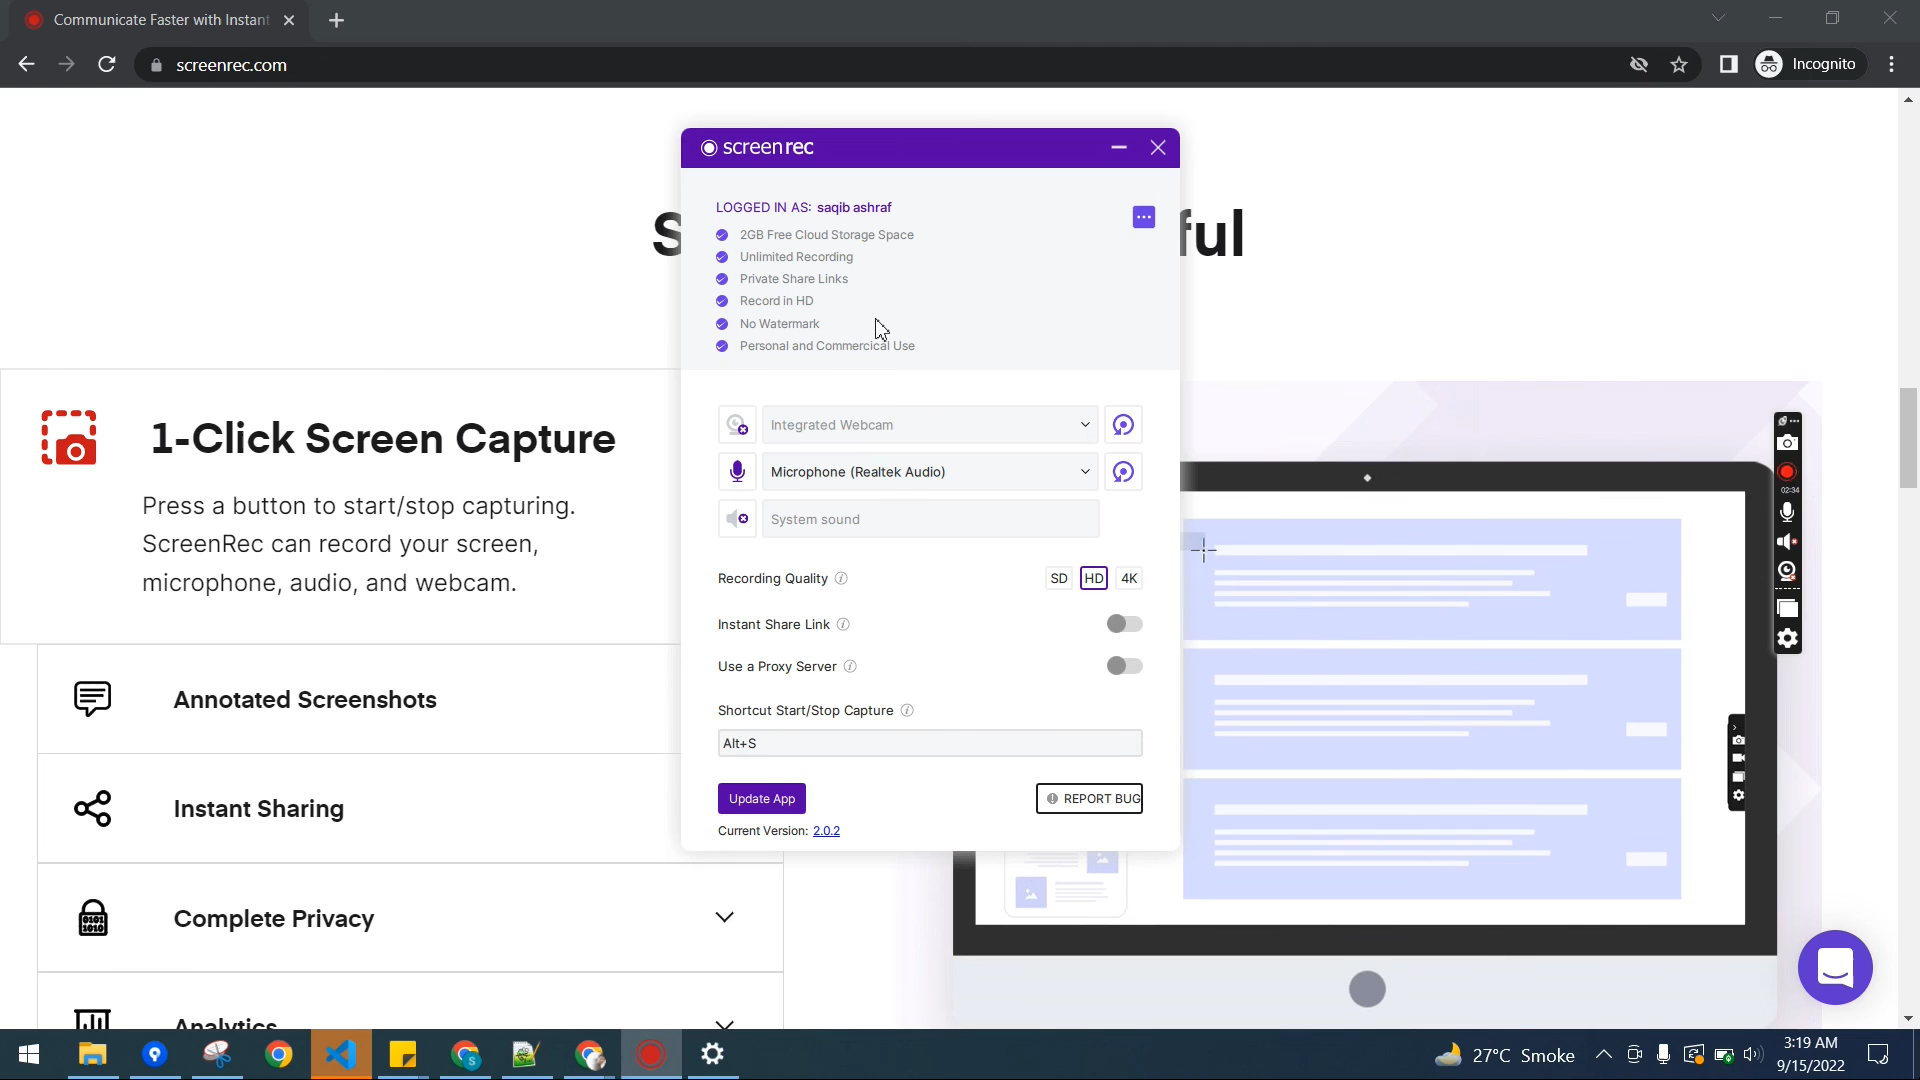 Communicate Faster with Instant
screenrec.com
Incognito
S
ful
screenrec
LOGGED IN AS: saqib ashraf
2GB Free Cloud Storage Space
Unlimited Recording
Private Share Links
Record in HD
No Watermark
Personal and Commercical Use
Integrated Webcam
Microphone (Realtek Audio)
System sound
Recording Quality
SD HD 4K
Instant Share Link
Use a Proxy Server
Shortcut Start/Stop Capture
Alt+S
Update App
REPORT BUG
Current Version: 2.0.2
1-Click Screen Capture
Press a button to start/stop capturing.
ScreenRec can record your screen,
microphone, audio, and webcam.
Annotated Screenshots
Instant Sharing
Complete Privacy
Analytics
02:34
27°C Smoke
3:19 AM
9/15/2022